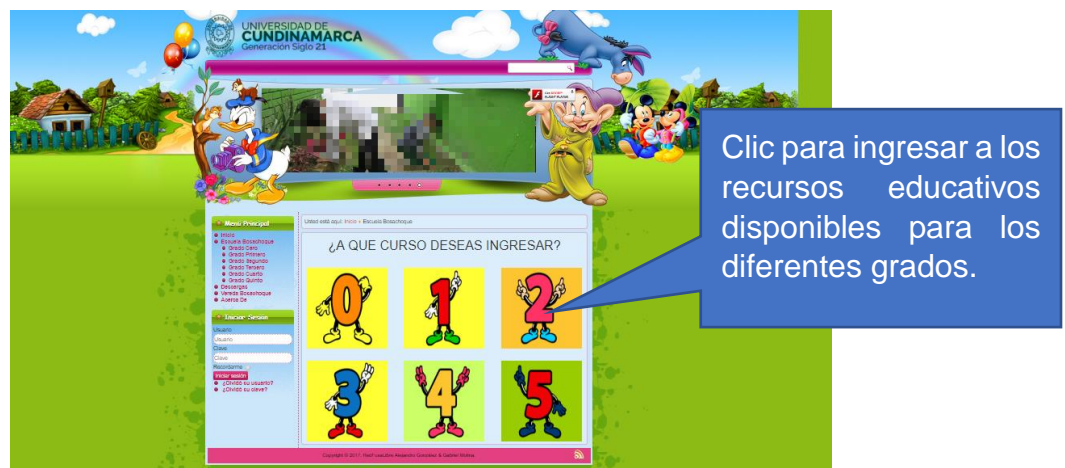 UNIVERSIDAD DE
CUNDINAMARCA
Generación Siglo 21
Clic para ingresar a los
recursos educativos
disponibles para los
diferentes grados.
Menú Principal
Inicio
Escuela Bosachoque
Grado Cero
Grado Primero
Grado Segundo
Grado Tercero
Grado Cuarto
Grado Quinto
Descargas
Vereda Bosachoque
Acerca De
Iniciar Sesión
Usuario
Usuario
Clave
Clave
Recordarme
Iniciar sesión
¿Olvidó su usuario?
¿Olvidó su clave?
Usted está aquí: Inicio » Escuela Bosachoque
¿A QUE CURSO DESEAS INGRESAR?
0
1
2
3
4
5